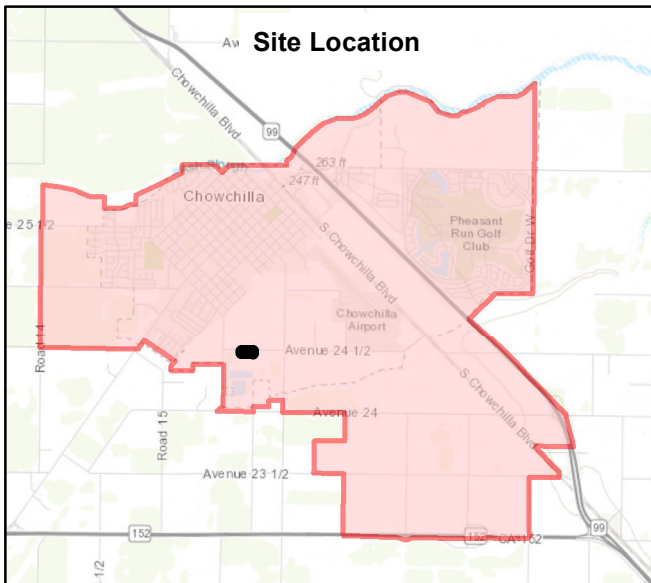 Site Location
Av
Chowchilla Blvd
99
263 ft
247 ft
Chowchilla
e 25 1/2
Pheasant
Run Golf
Club
Golf Dr W
S Chowchilla Blvd
Chowchilla
Airport
Road 14
Avenue 24 1/2
S Chowchilla Blvd
Road 15
Avenue 24
Avenue 23 1/2
152
152
CA-152
99
-1/2